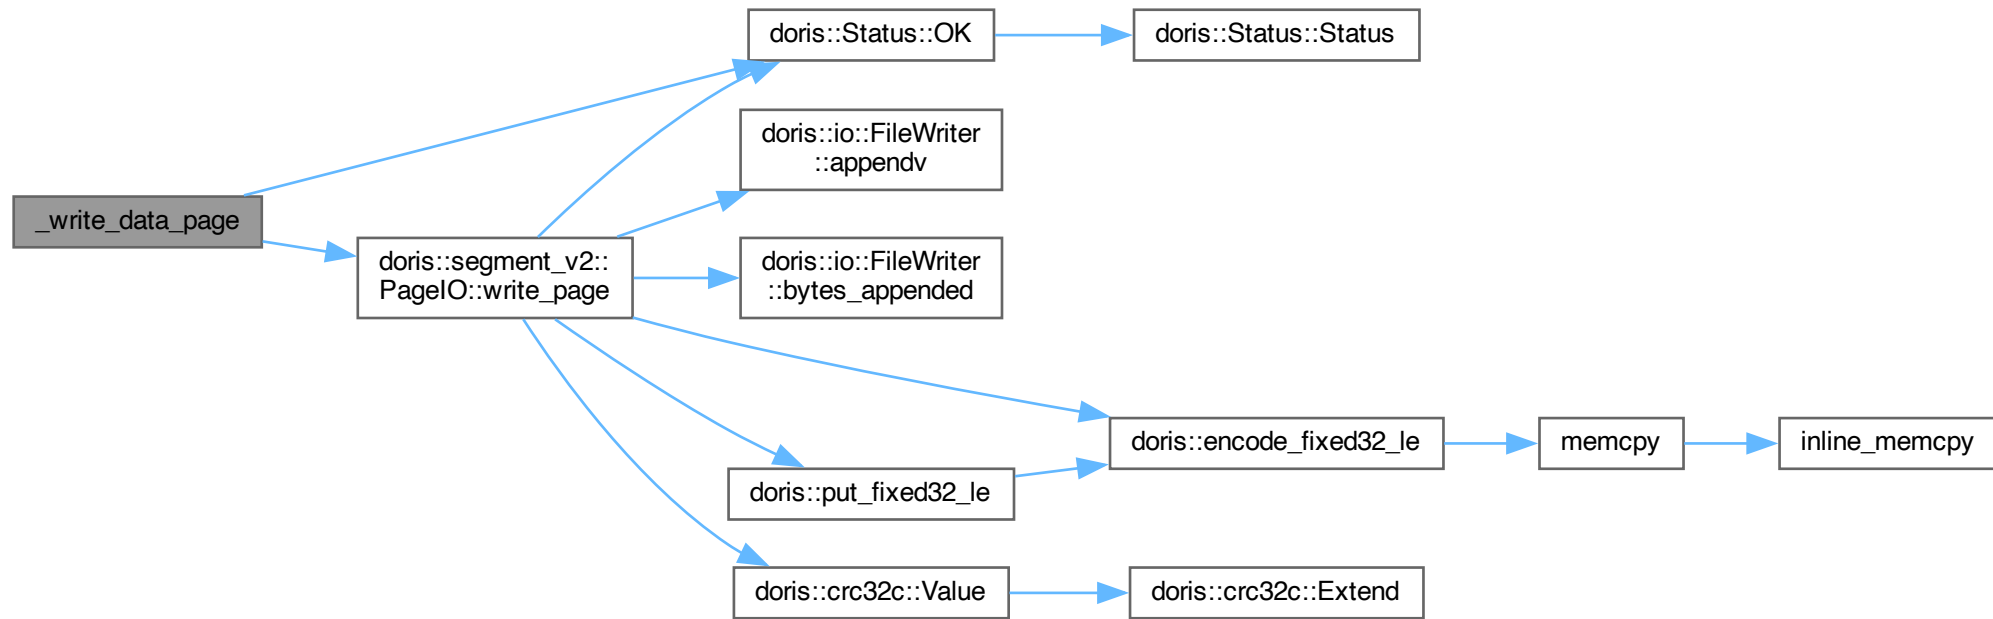 doris::Status::OK
doris::Status::Status
doris::io::FileWriter
::appendv
_write_data_page
doris::segment_v2::
PageIO::write_page
doris::io::FileWriter
::bytes_appended
doris::encode_fixed32_le
memcpy
inline_memcpy
doris::put_fixed32_le
doris::crc32c::Value
doris::crc32c::Extend